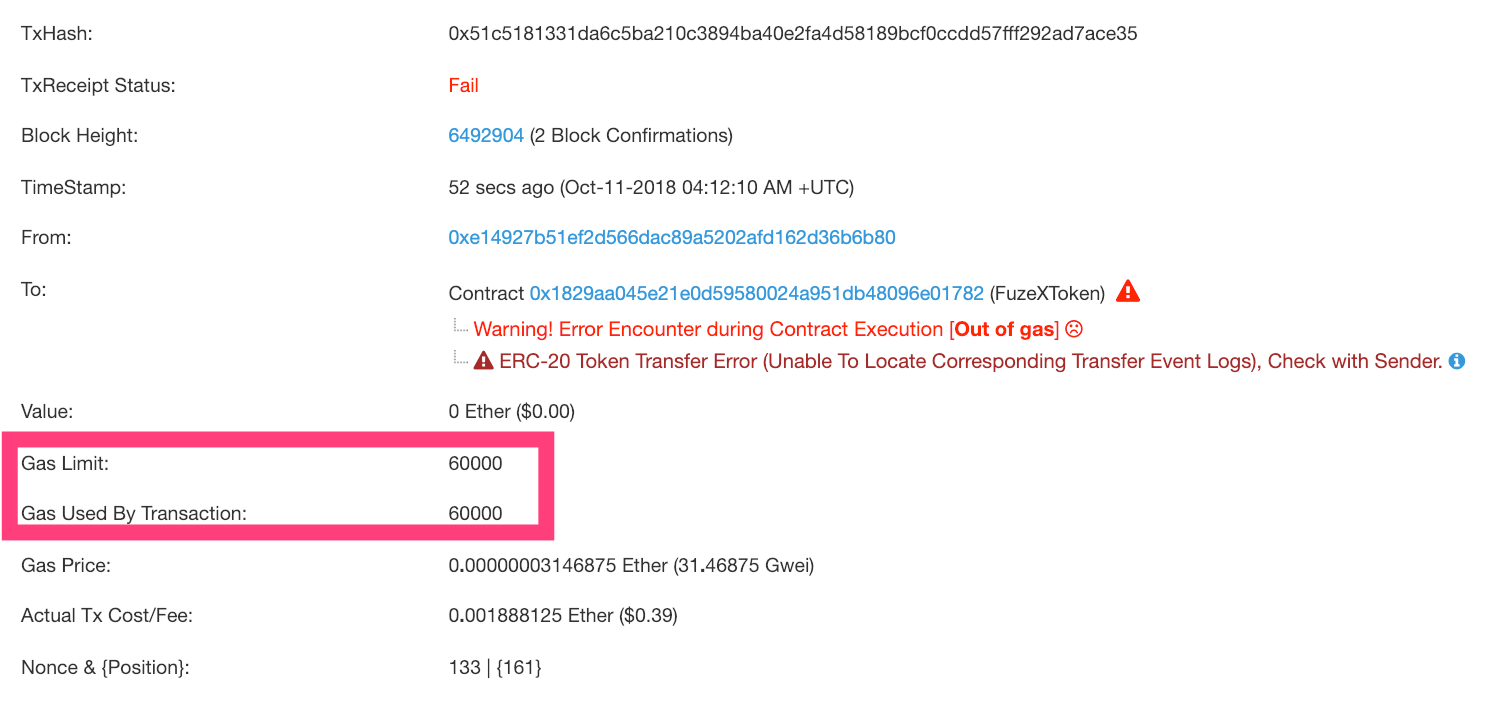 TxHash: 0x51c5181331da6c5ba210c3894ba40e2fa4d58189bcf0ccdd57fff292ad7ace35
TxReceipt Status: Fail
Block Height: 6492904 (2 Block Confirmations)
TimeStamp: 52 secs ago (Oct-11-2018 04:12:10 AM +UTC)
From: 0xe14927b51ef2d566dac89a5202afd162d36b6b80
To: Contract 0x1829aa045e21e0d59580024a951db48096e01782 (FuzeXToken)
Warning! Error Encounter during Contract Execution [Out of gas]
ERC-20 Token Transfer Error (Unable To Locate Corresponding Transfer Event Logs), Check with Sender.
Value: 0 Ether ($0.00)
Gas Limit: 60000
Gas Used By Transaction: 60000
Gas Price: 0.00000003146875 Ether (31.46875 Gwei)
Actual Tx Cost/Fee: 0.001888125 Ether ($0.39)
Nonce & {Position}: 133 | {161}